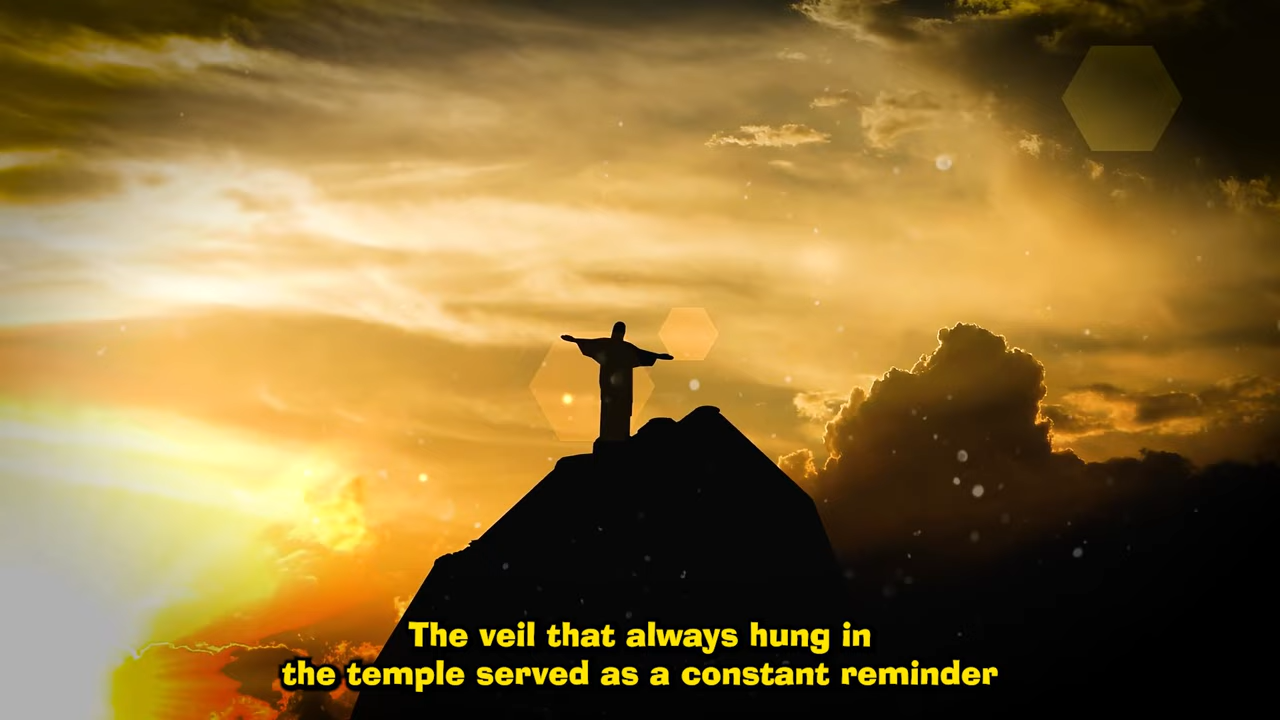 The veil that always hung in
the temple served as a constant reminder